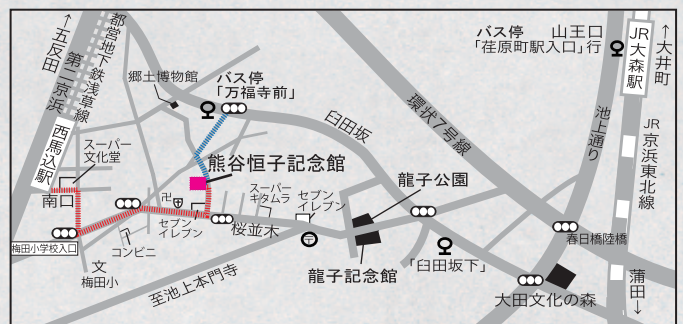 ←五反田
第二京浜
都営地下鉄浅草線
西馬込駅
南口
スーパー
文化堂
梅田小学校入口
文
梅田小
コンビニ
卍
セブン
イレブン
郷土博物館
バス停
「万福寺前」
熊谷恒子記念館
臼田坂
スーパー
キタムラ
セブン
イレブン
桜並木
至池上本門寺
龍子公園
龍子記念館
環状7号線
「臼田坂下」
バス停 山王口
「荏原町駅入口」行
JR
大森駅
←大井町
池上通り
JR京浜東北線
春日橋陸橋
大田文化の森
蒲田→